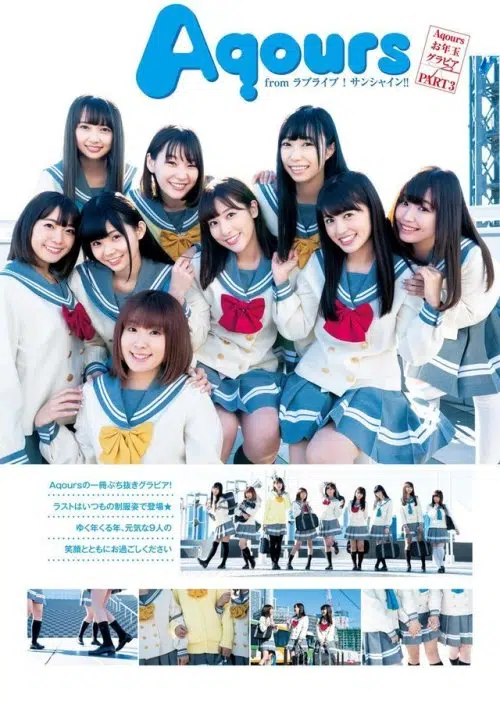 Aqours
from ラブライブ！サンシャイン!!
Aqours
お年玉
グラビア
PART3
Aqoursの一冊ぶち抜きグラビア!
ラストはいつもの制服姿で登場★
ゆく年くる年、元気な9人の
笑顔とともにお過ごしください